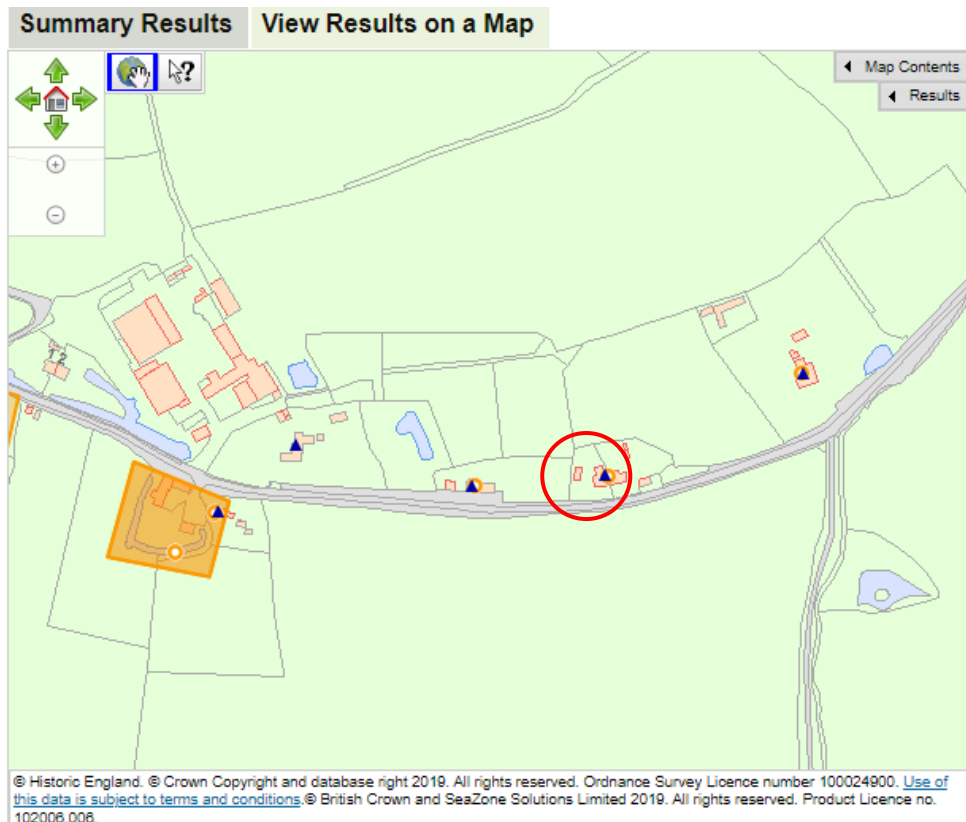 Summary Results View Results on a Map
?
Map Contents
Results
1 2
© Historic England. © Crown Copyright and database right 2019. All rights reserved. Ordnance Survey Licence number 100024900. Use of
this data is subject to terms and conditions.© British Crown and SeaZone Solutions Limited 2019. All rights reserved. Product Licence no.
102006.006.